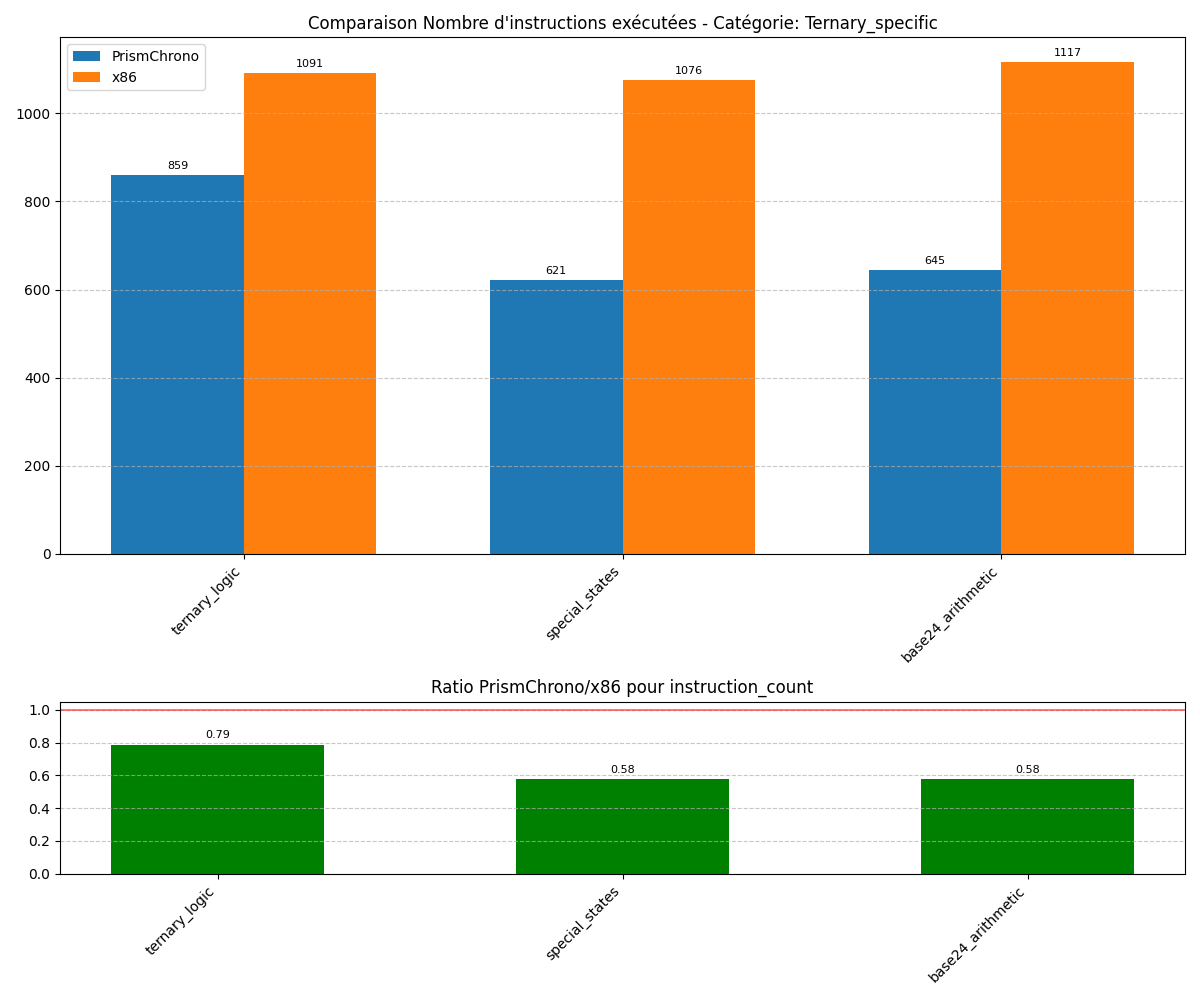 Comparaison Nombre d'instructions exécutées - Catégorie: Ternary_specific
PrismChrono
x86
1091
1076
1117
859
621
645
1000
800
600
400
200
0
ternary_logic
special_states
base24_arithmetic
Ratio PrismChrono/x86 pour instruction_count
1.0
0.8
0.6
0.4
0.2
0.0
0.79
0.58
0.58
ternary_logic
special_states
base24_arithmetic